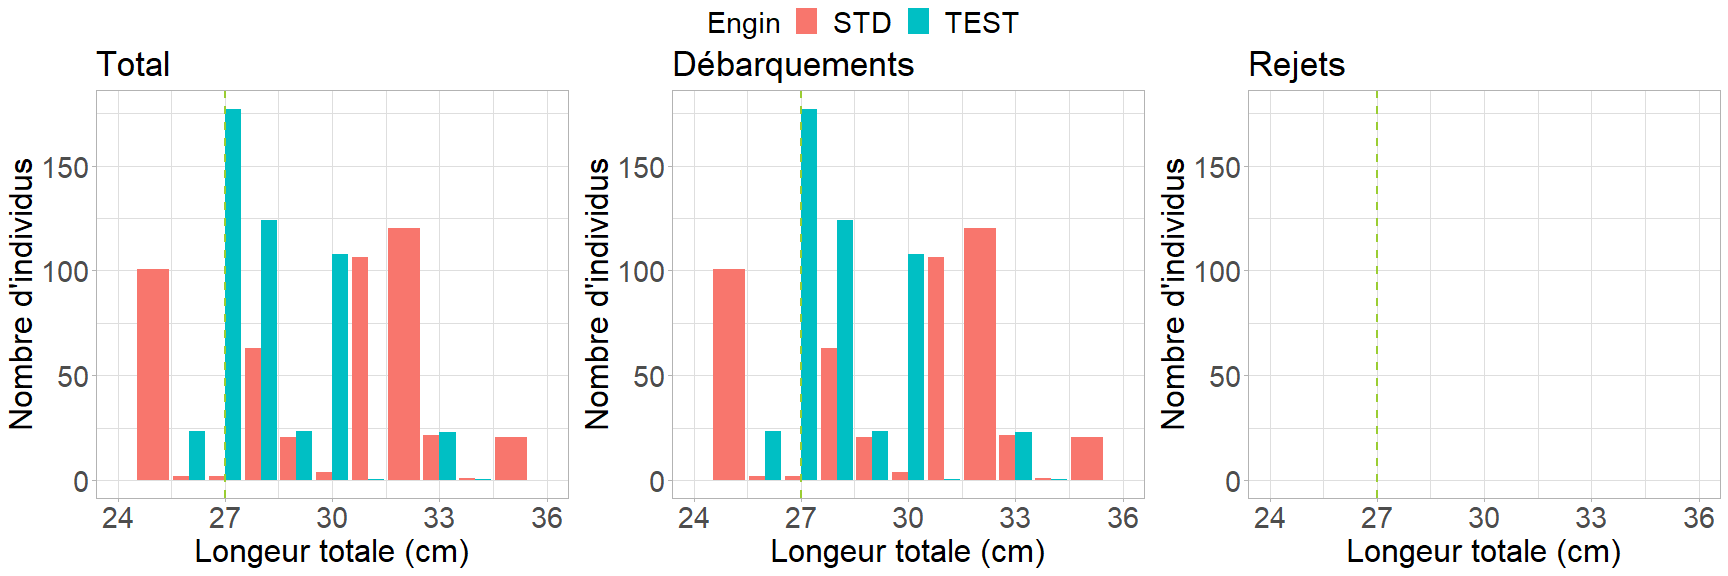 Engin STD TEST
Total
Nombre d'individus
150
100
50
0
24 27 30 33 36
Longeur totale (cm)
Débarquements
Nombre d'individus
150
100
50
0
24 27 30 33 36
Longeur totale (cm)
Rejets
Nombre d'individus
150
100
50
0
24 27 30 33 36
Longeur totale (cm)